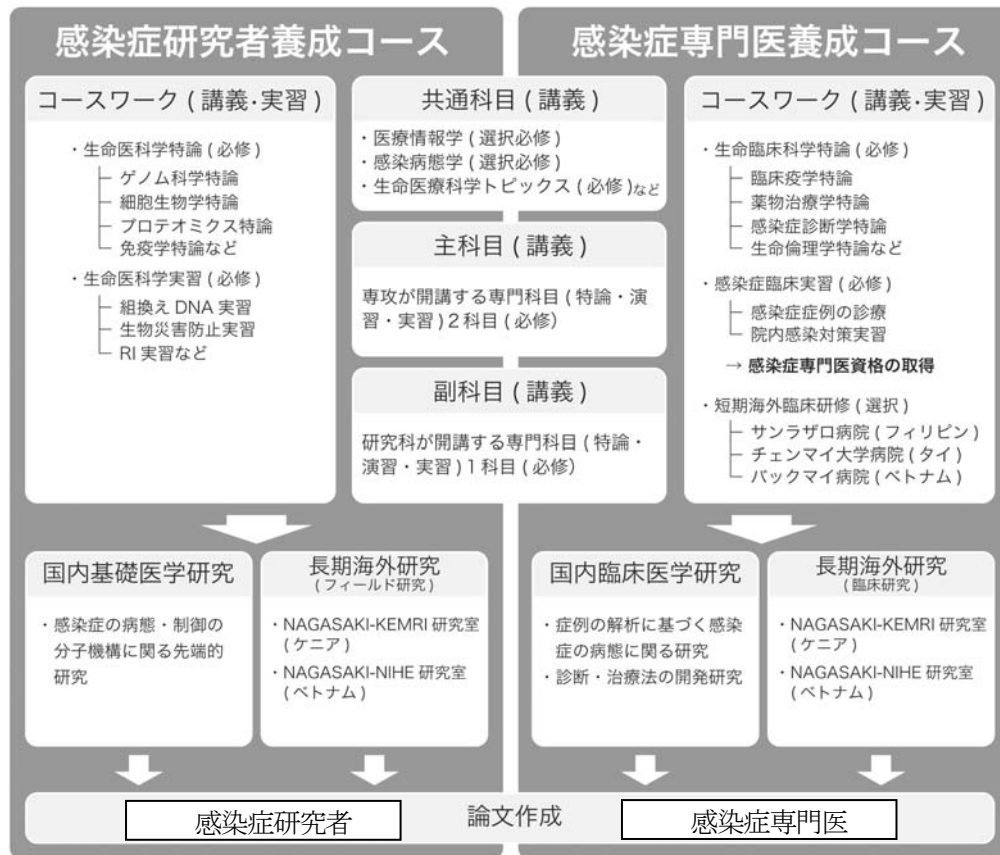 感染症研究者養成コース
感染症専門医養成コース
コースワーク ( 講義·実習 )
・生命医科学特論 ( 必修 )
ゲノム科学特論
細胞生物学特論
プロテオミクス特論
免疫学特論など
・生命医科学実習 ( 必修 )
組換え DNA 実習
生物災害防止実習
RI 実習など
共通科目 ( 講義 )
・医療情報学 ( 選択必修 )
・感染病態学 ( 選択必修 )
・生命医療科学トピックス ( 必修 ) など
主科目 ( 講義 )
専攻が開講する専門科目 ( 特論・演
習・実習 ) 2 科目 ( 必修）
副科目 ( 講義 )
研究科が開講する専門科目 ( 特論・
演習・実習 ) 1 科目 ( 必修）
コースワーク ( 講義·実習 )
・生命臨床科学特論 ( 必修 )
臨床疫学特論
薬物治療学特論
感染症診断学特論
生命倫理学特論など
・感染症臨床実習 ( 必修 )
感染症症例の診療
院内感染対策実習
→ 感染症専門医資格の取得
・短期海外臨床研修 ( 選択 )
サンラザロ病院 ( フィリピン )
チェンマイ大学病院 ( タイ )
バックマイ病院 ( ベトナム )
国内基礎医学研究
・感染症の病態・制御の
分子機構に関る先端的
研究
長期海外研究
( フィールド研究 )
・NAGASAKI-KEMRI 研究室
( ケニア )
・NAGASAKI-NIHE 研究室
( ベトナム )
国内臨床医学研究
・症例の解析に基づく感染
症の病態に関る研究
・診断・治療法の開発研究
長期海外研究
( 臨床研究 )
・NAGASAKI-KEMRI 研究室
( ケニア )
・NAGASAKI-NIHE 研究室
( ベトナム )
感染症研究者
論文作成
感染症専門医